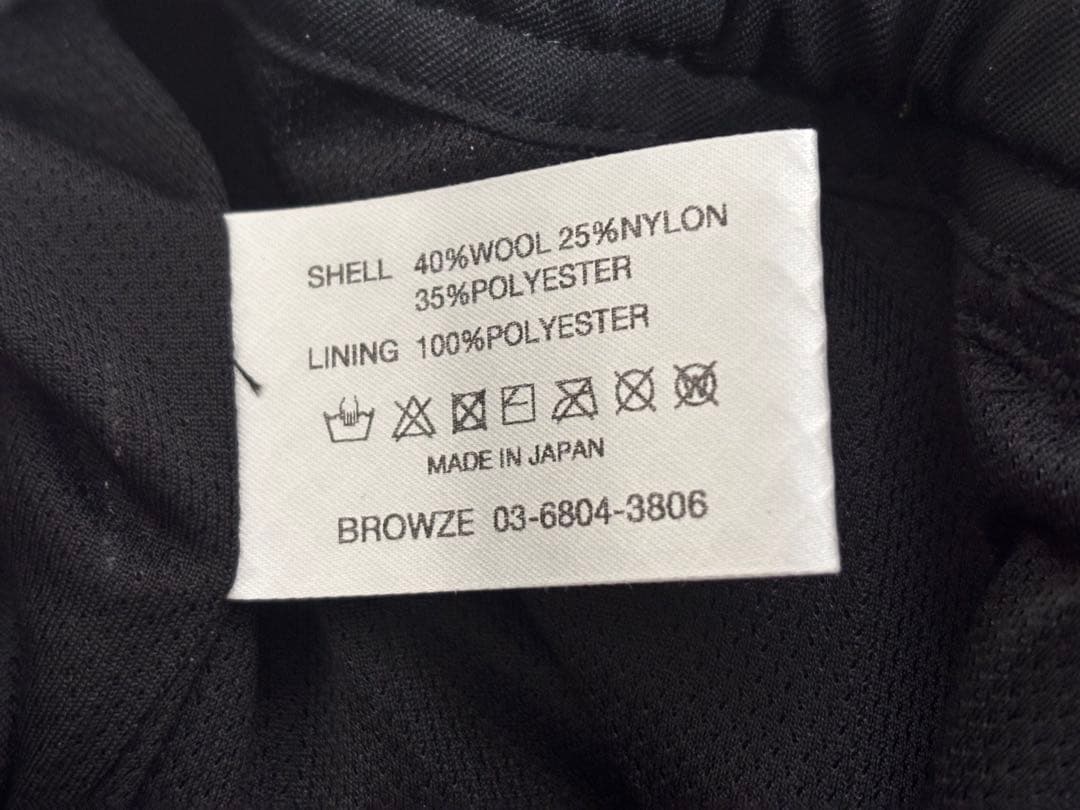 SHELL 40%WOOL 25%NYLON
35%POLYESTER
LINING 100%POLYESTER
W
MADE IN JAPAN
BROWZE 03-6804-3806